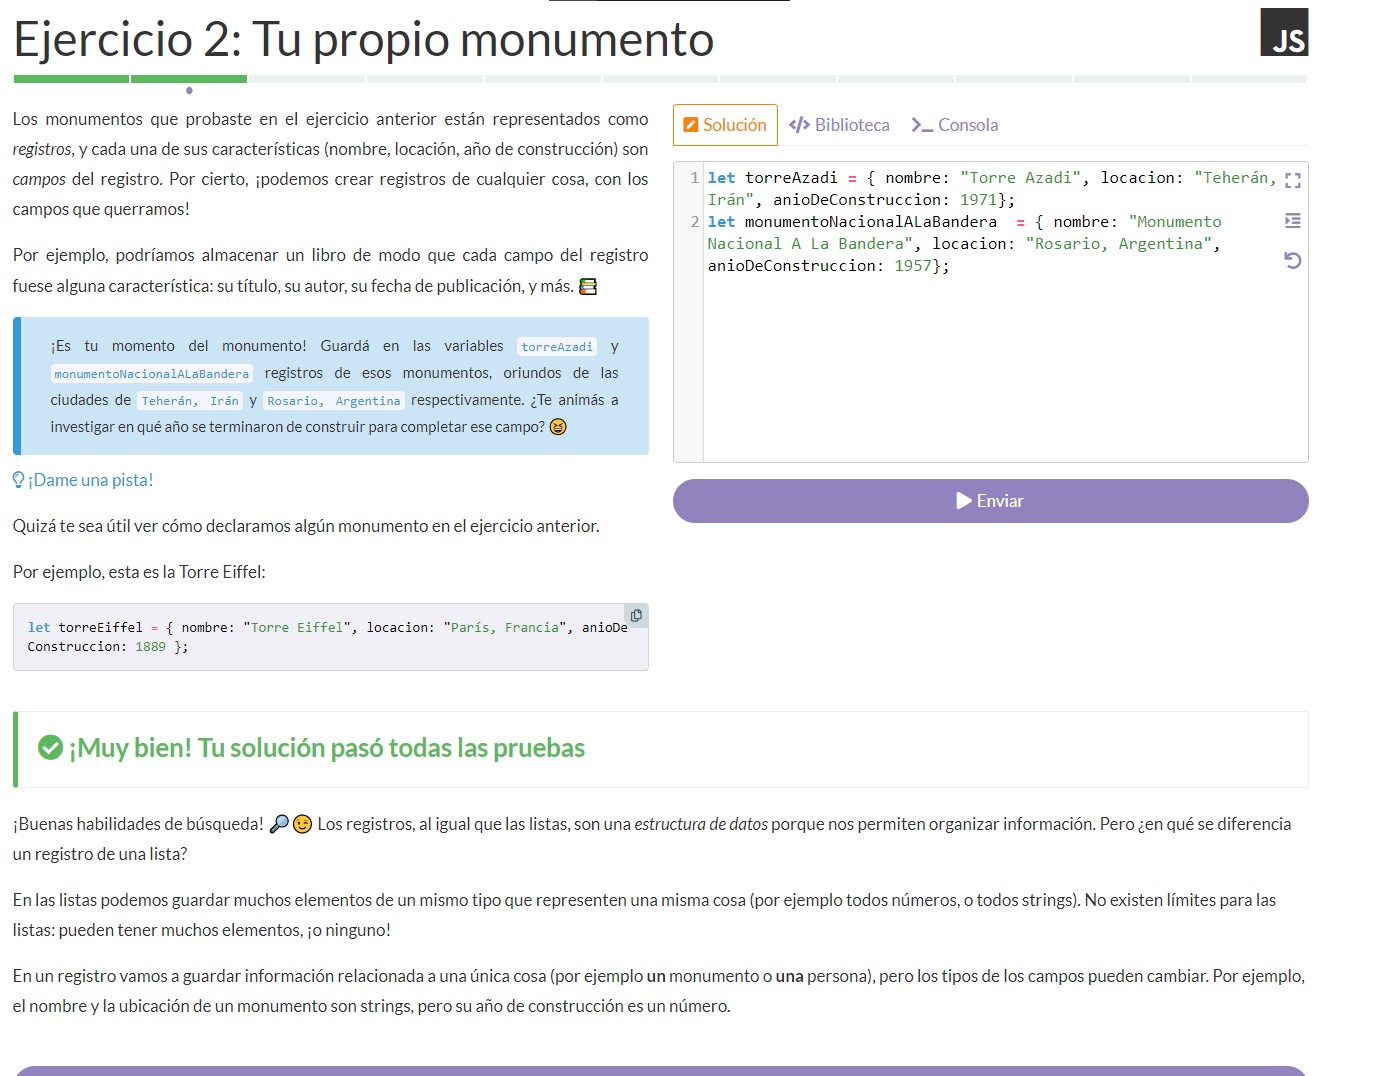 Ejercicio 2: Tu propio monumento
JS
Los monumentos que probaste en el ejercicio anterior están representados como
registros, y cada una de sus características (nombre, locación, año de construcción) son
campos del registro. Por cierto, ¡podemos crear registros de cualquier cosa, con los
campos que querramos!
Por ejemplo, podríamos almacenar un libro de modo que cada campo del registro
fuese alguna característica: su título, su autor, su fecha de publicación, y más. 📚
¡Es tu momento del monumento! Guardá en las variables torreAzadi y
monumentoNacionalALaBandera registros de esos monumentos, oriundos de las
ciudades de Teherán, Irán y Rosario, Argentina respectivamente. ¿Te animás a
investigar en qué año se terminaron de construir para completar ese campo? 😆
¡Dame una pista!
Quizá te sea útil ver cómo declaramos algún monumento en el ejercicio anterior.
Por ejemplo, esta es la Torre Eiffel:
let torreEiffel = { nombre: "Torre Eiffel", locacion: "París, Francia", anioDe
Construccion: 1889 };
Solución
</> Biblioteca
>_ Consola
1 let torreAzadi = { nombre: "Torre Azadi", locacion: "Teherán,
Irán", anioDeConstruccion: 1971};
2 let monumentoNacionalALaBandera  = { nombre: "Monumento
Nacional A La Bandera", locacion: "Rosario, Argentina",
anioDeConstruccion: 1957};
Enviar
¡Muy bien! Tu solución pasó todas las pruebas
¡Buenas habilidades de búsqueda! 🔎😉 Los registros, al igual que las listas, son una estructura de datos porque nos permiten organizar información. Pero ¿en qué se diferencia
un registro de una lista?
En las listas podemos guardar muchos elementos de un mismo tipo que representen una misma cosa (por ejemplo todos números, o todos strings). No existen límites para las
listas: pueden tener muchos elementos, ¡o ninguno!
En un registro vamos a guardar información relacionada a una única cosa (por ejemplo un monumento o una persona), pero los tipos de los campos pueden cambiar. Por ejemplo,
el nombre y la ubicación de un monumento son strings, pero su año de construcción es un número.